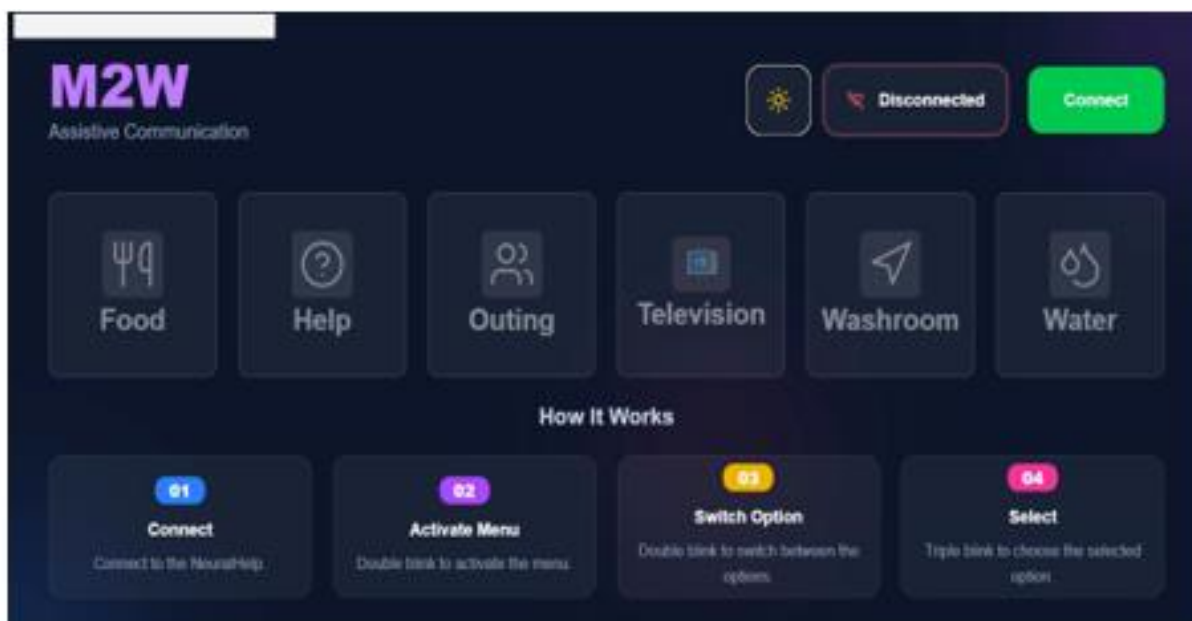 M2W
Assistive Communication
Disconnected
Connect
Food
Help
Outing
Television
Washroom
Water
How It Works
01
Connect
Connect to the NeuralHelp.
02
Activate Menu
Double blink to activate the menu.
03
Switch Option
Double blink to switch between the
options.
04
Select
Triple blink to choose the selected
option.